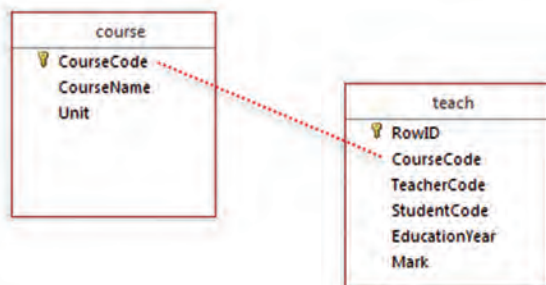 course
CourseCode
CourseName
Unit
teach
RowID
CourseCode
TeacherCode
StudentCode
EducationYear
Mark